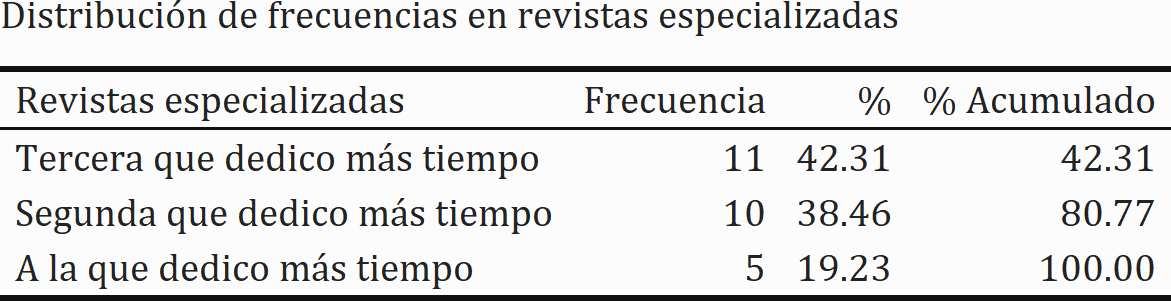 Distribución de frecuencias en revistas especializadas
Revistas especializadas Frecuencia % % Acumulado
Tercera que dedico más tiempo 11 42.31 42.31
Segunda que dedico más tiempo 10 38.46 80.77
A la que dedico más tiempo 5 19.23 100.00